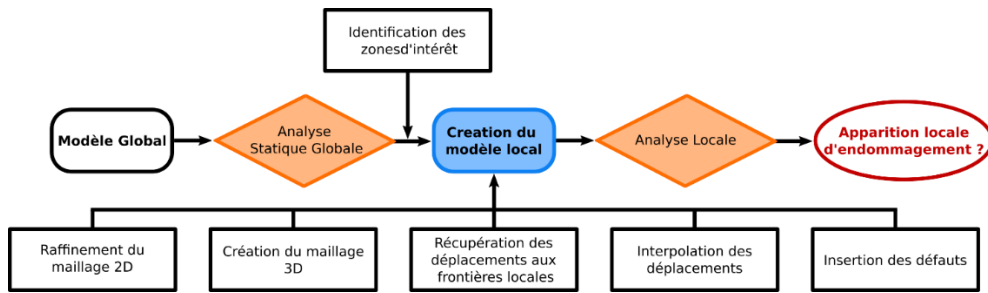 Identification des
zonesd'intérêt
Modèle Global
Analyse
Statique Globale
Creation du
modèle local
Analyse Locale
Apparition locale
d'endommagement ?
Raffinement du
maillage 2D
Création du maillage
3D
Récupération des
déplacements aux
frontières locales
Interpolation des
déplacements
Insertion des défauts